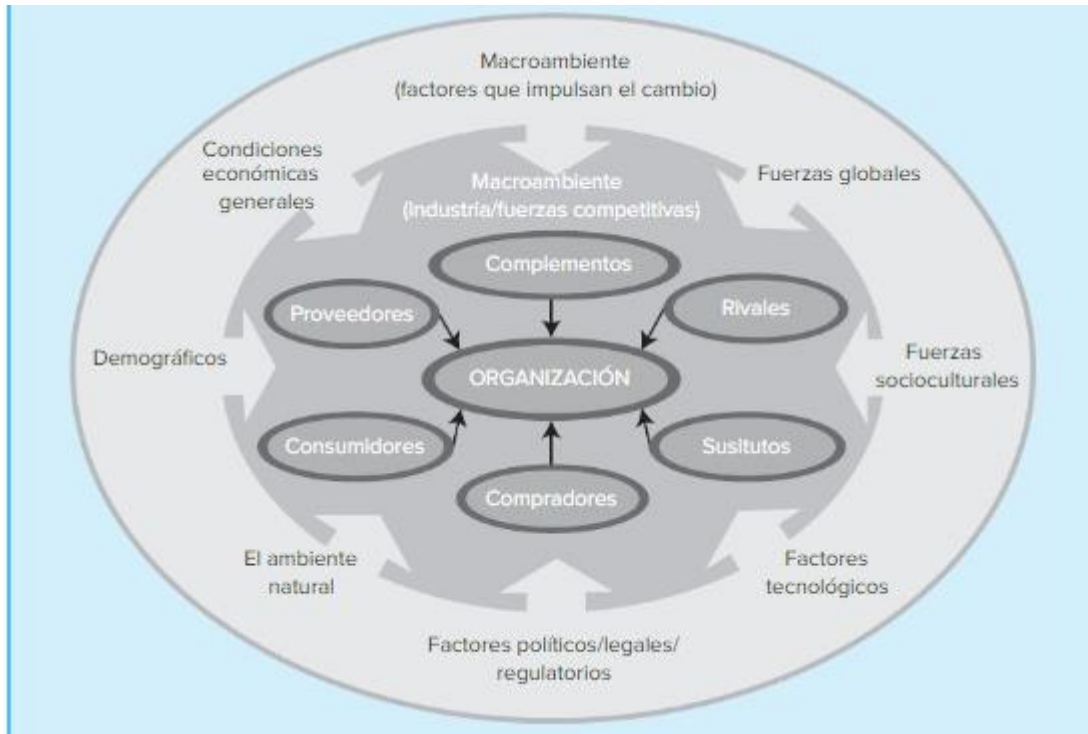 Macroambiente
(factores que impulsan el cambio)
Condiciones
económicas
generales
Fuerzas globales
Macroambiente
(Industria/fuerzas competitivas)
Complementos
Proveedores
Rivales
Demográficos
ORGANIZACIÓN
Fuerzas
socioculturales
Consumidores
Susitutos
Compradores
El ambiente
natural
Factores
tecnológicos
Factores políticos/legales/
regulatorios